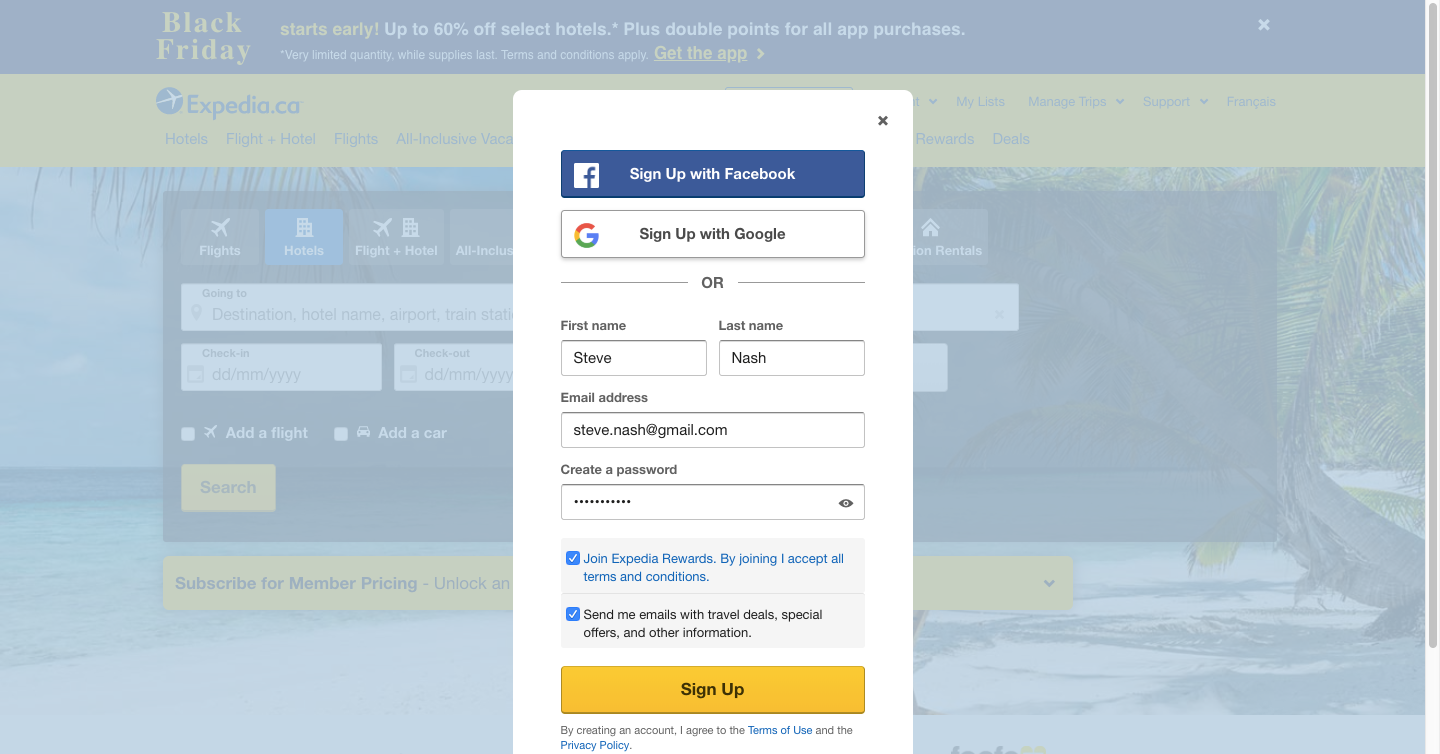 Black
Friday
starts early! Up to 60% off select hotels.* Plus double points for all app purchases.
*Very limited quantity, while supplies last. Terms and conditions apply. Get the app
Expedia.ca
My Lists Manage Trips Support Français
Hotels Flight + Hotel Flights All-Inclusive Vaca
Rewards Deals
Sign Up with Facebook
Sign Up with Google
OR
Flights Hotels Flight + Hotel All-Inclus
on Rentals
Going to
Destination, hotel name, airport, train stati
Check-in Check-out
dd/mm/yyyy dd/mm/yyyy
Add a flight Add a car
Search
Subscribe for Member Pricing - Unlock an
First name Last name
Steve Nash
Email address
steve.nash@gmail.com
Create a password
•••••••••••
Join Expedia Rewards. By joining I accept all
terms and conditions.
Send me emails with travel deals, special
offers, and other information.
Sign Up
By creating an account, I agree to the Terms of Use and the
Privacy Policy.